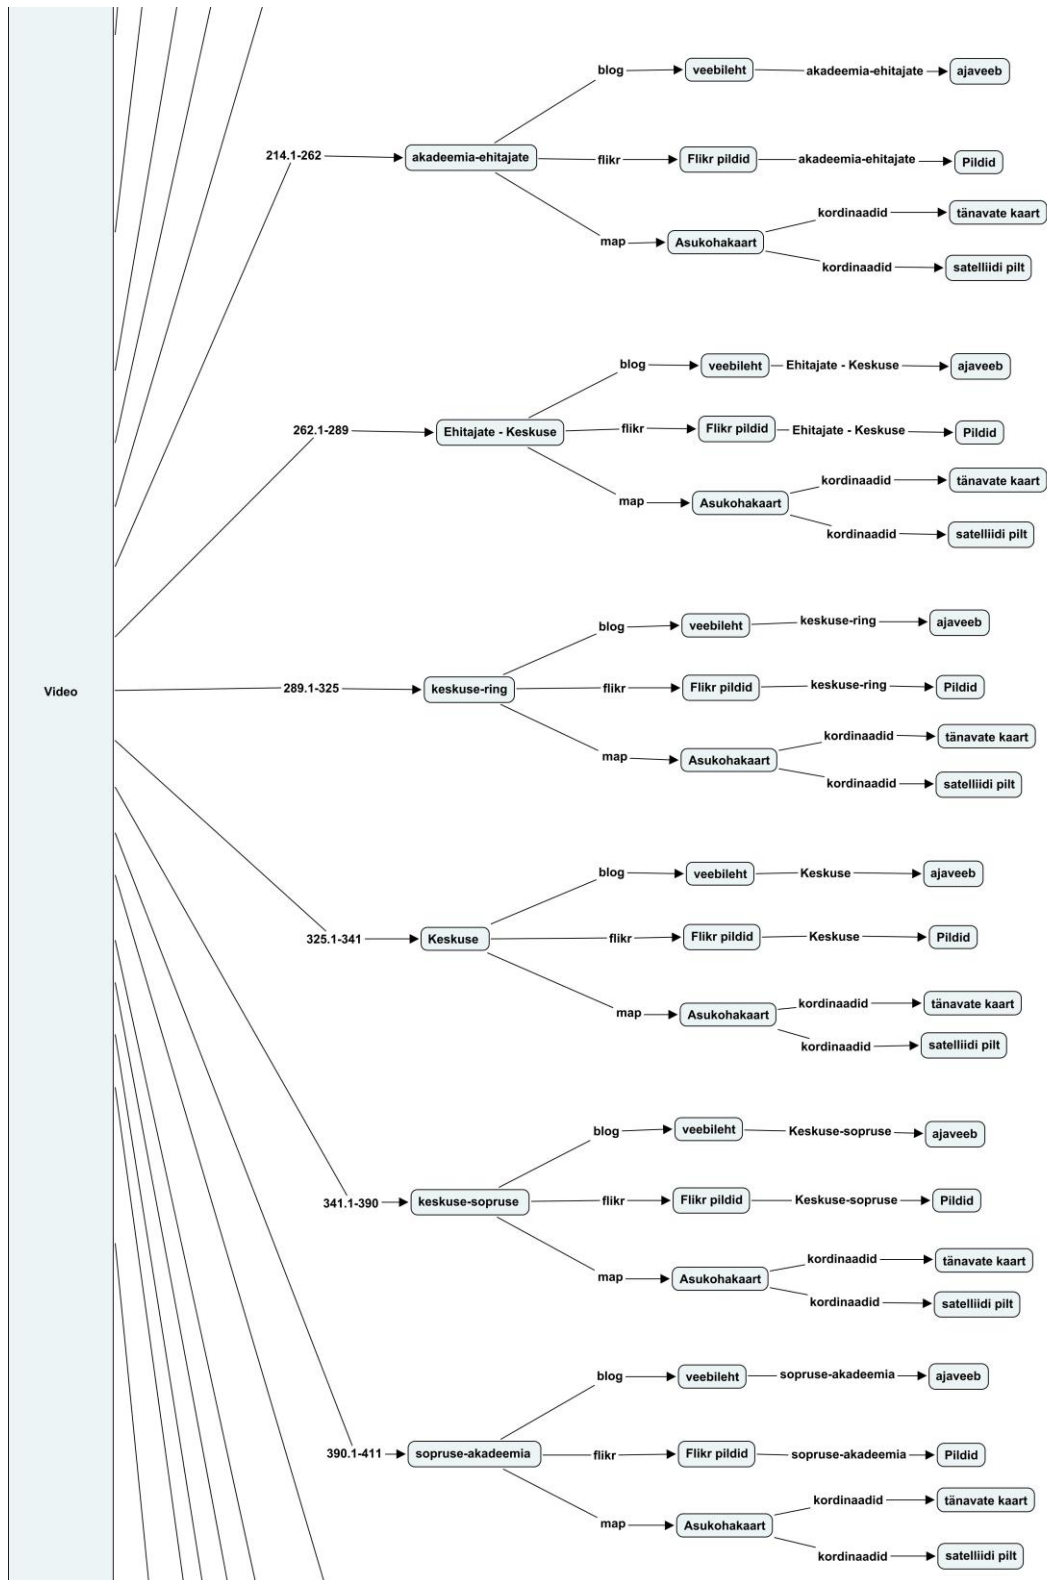 blog veebileht akadeemia-ehitajate ajaveeb
214.1-262 akadeemia-ehitajate flikr Flikr pildid akadeemia-ehitajate Pildid
kordinaadid tänavate kaart
map Asukohakaart
kordinaadid satelliidi pilt
blog veebileht Ehitajate - Keskuse ajaveeb
262.1-289 Ehitajate - Keskuse flikr Flikr pildid Ehitajate - Keskuse Pildid
kordinaadid tänavate kaart
map Asukohakaart
kordinaadid satelliidi pilt
blog veebileht keskuse-ring ajaveeb
Video 289.1-325 keskuse-ring flikr Flikr pildid keskuse-ring Pildid
kordinaadid tänavate kaart
map Asukohakaart
kordinaadid satelliidi pilt
blog veebileht Keskuse ajaveeb
325.1-341 Keskuse flikr Flikr pildid Keskuse Pildid
kordinaadid tänavate kaart
map Asukohakaart
kordinaadid satelliidi pilt
blog veebileht Keskuse-sopruse ajaveeb
341.1-390 keskuse-sopruse flikr Flikr pildid Keskuse-sopruse Pildid
kordinaadid tänavate kaart
map Asukohakaart
kordinaadid satelliidi pilt
blog veebileht sopruse-akadeemia ajaveeb
390.1-411 sopruse-akadeemia flikr Flikr pildid sopruse-akadeemia Pildid
kordinaadid tänavate kaart
map Asukohakaart
kordinaadid satelliidi pilt